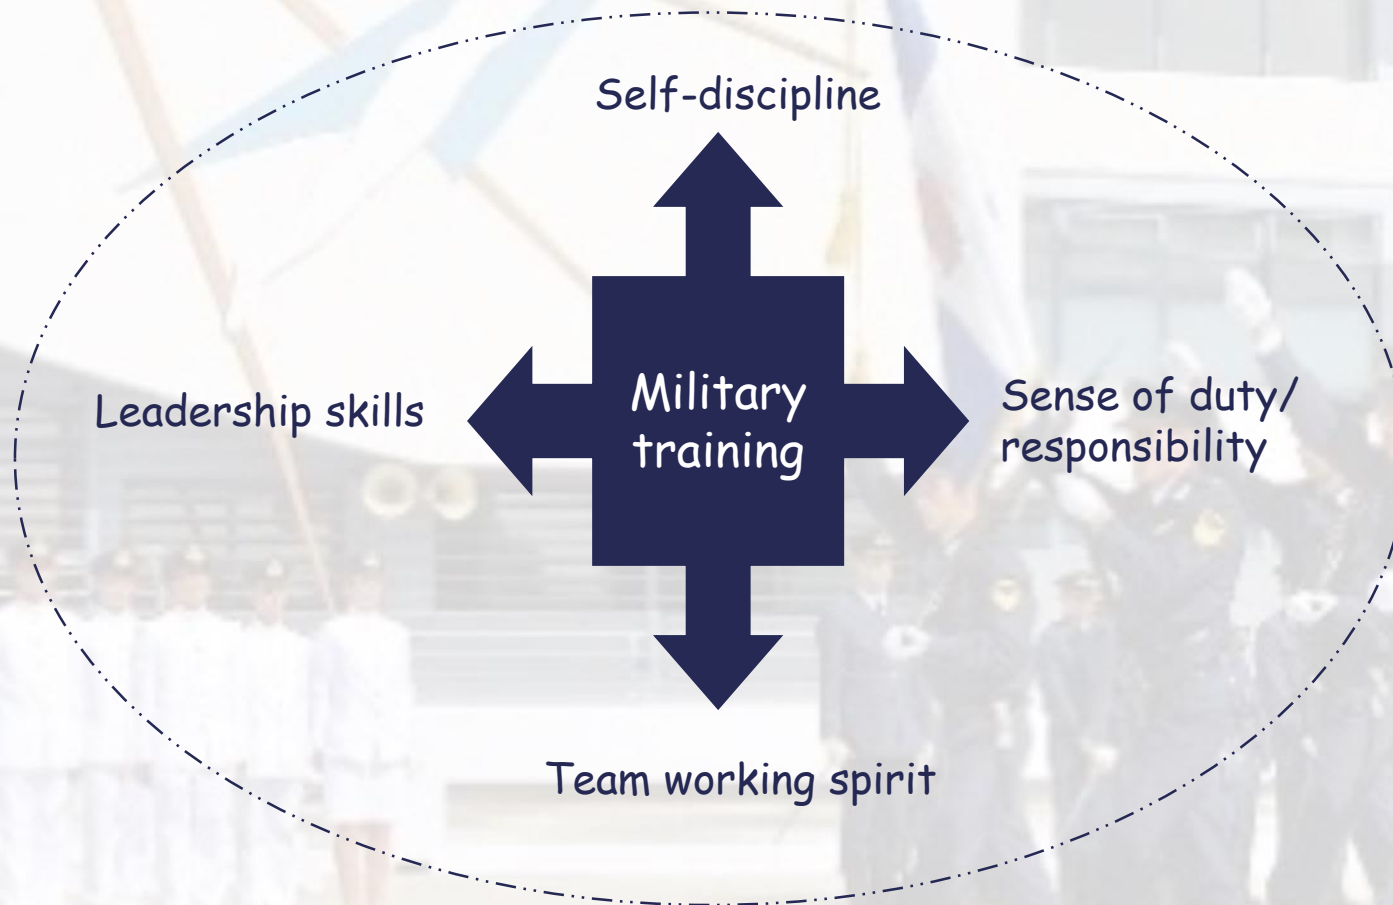 Self-discipline
Leadership skills
Military
training
Sense of duty/
responsibility
Team working spirit